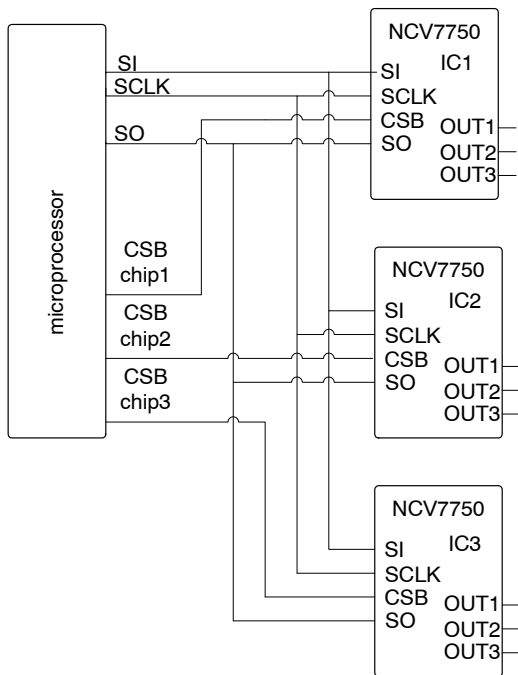 microprocessor
SI
SCLK
SO
CSB
chip1
CSB
chip2
CSB
chip3
NCV7750
IC1
SI
SCLK
CSB
SO
OUT1
OUT2
OUT3
NCV7750
IC2
SI
SCLK
CSB
SO
OUT1
OUT2
OUT3
NCV7750
IC3
SI
SCLK
CSB
SO
OUT1
OUT2
OUT3